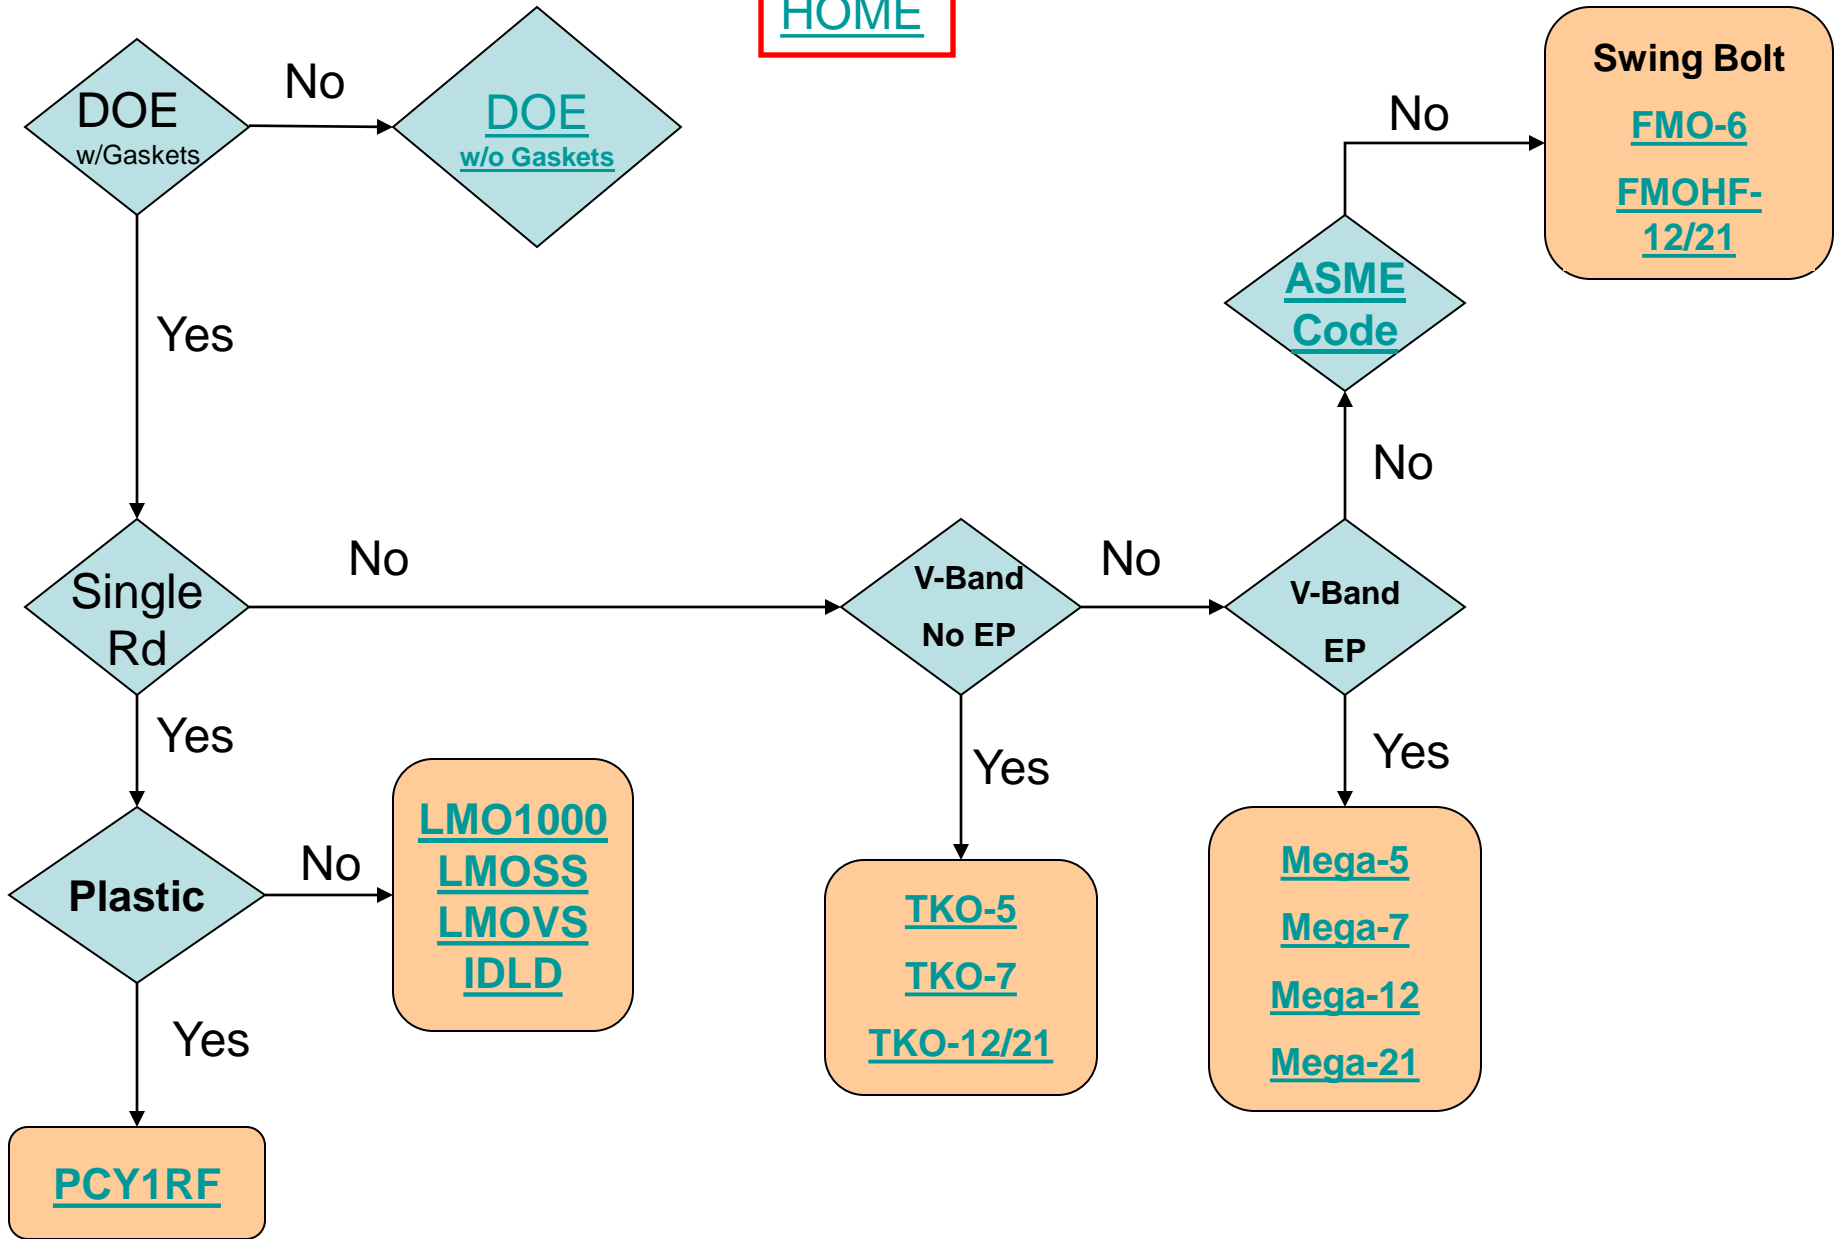 HOME
DOE
w/Gaskets
No
DOE
w/o Gaskets
No
Swing Bolt
FMO-6
FMOHF-
12/21
Yes
ASME
Code
No
Single
Rd
No
V-Band
No EP
No
V-Band
EP
Yes
Yes
Yes
Plastic
No
LMO1000
LMOSS
LMOVS
IDLD
TKO-5
TKO-7
TKO-12/21
Mega-5
Mega-7
Mega-12
Mega-21
Yes
PCY1RF